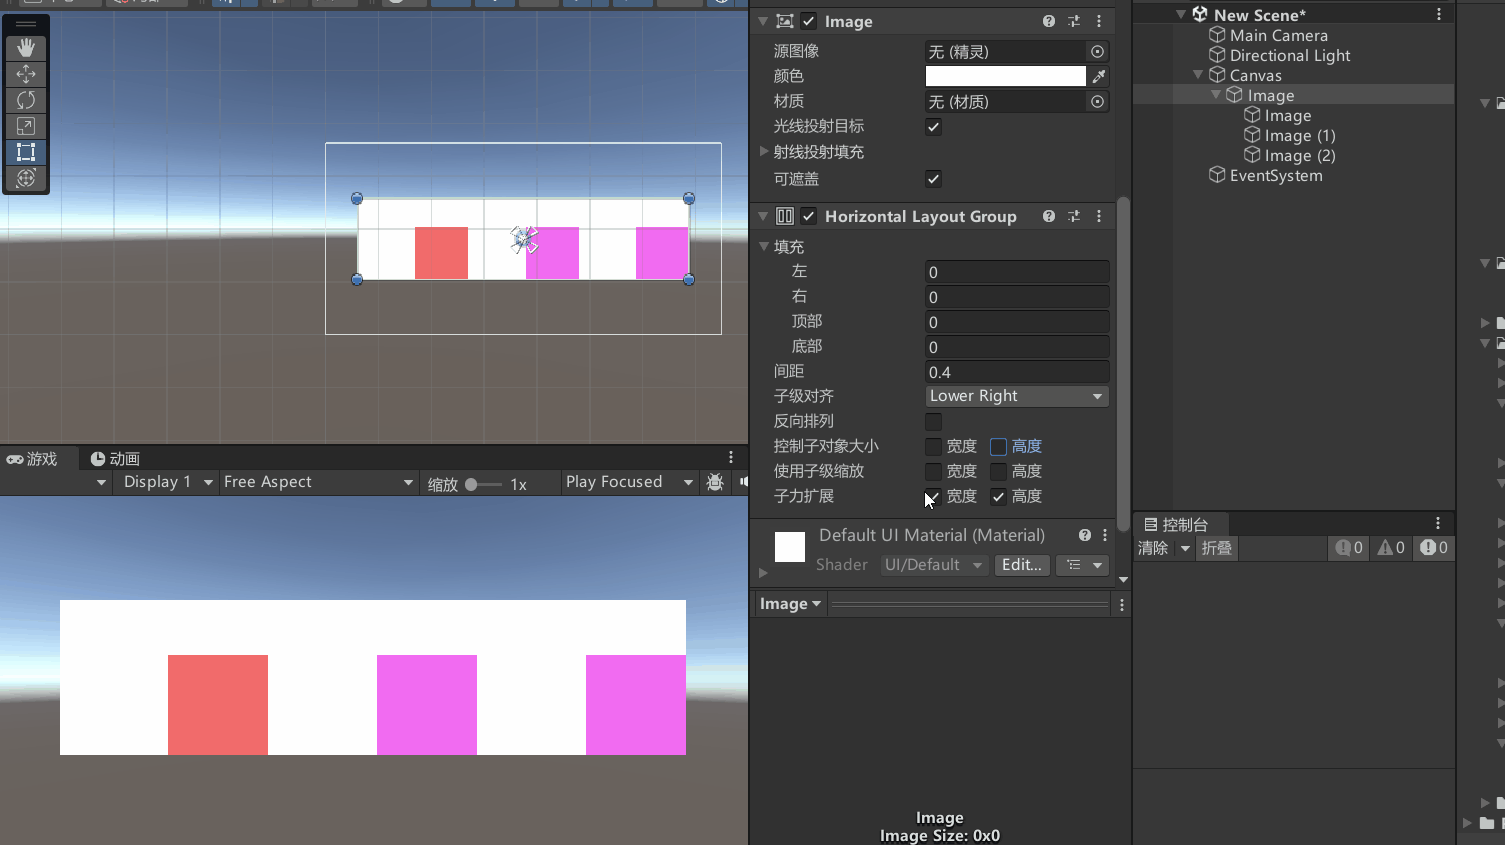 Image
源图像
无 (精灵)
颜色
材质
无 (材质)
光线投射目标
射线投射填充
可遮盖
Horizontal Layout Group
填充
左
0
右
0
顶部
0
底部
0
间距
0.4
子级对齐
Lower Right
反向排列
控制子对象大小
宽度
高度
使用子级缩放
宽度
高度
子力扩展
宽度
高度
Default UI Material (Material)
Shader
UI/Default
Edit...
Image
Image
Image Size: 0x0
游戏
动画
Display 1
Free Aspect
缩放
1x
Play Focused
New Scene*
Main Camera
Directional Light
Canvas
Image
Image
Image (1)
Image (2)
EventSystem
控制台
清除
折叠
0
0
0